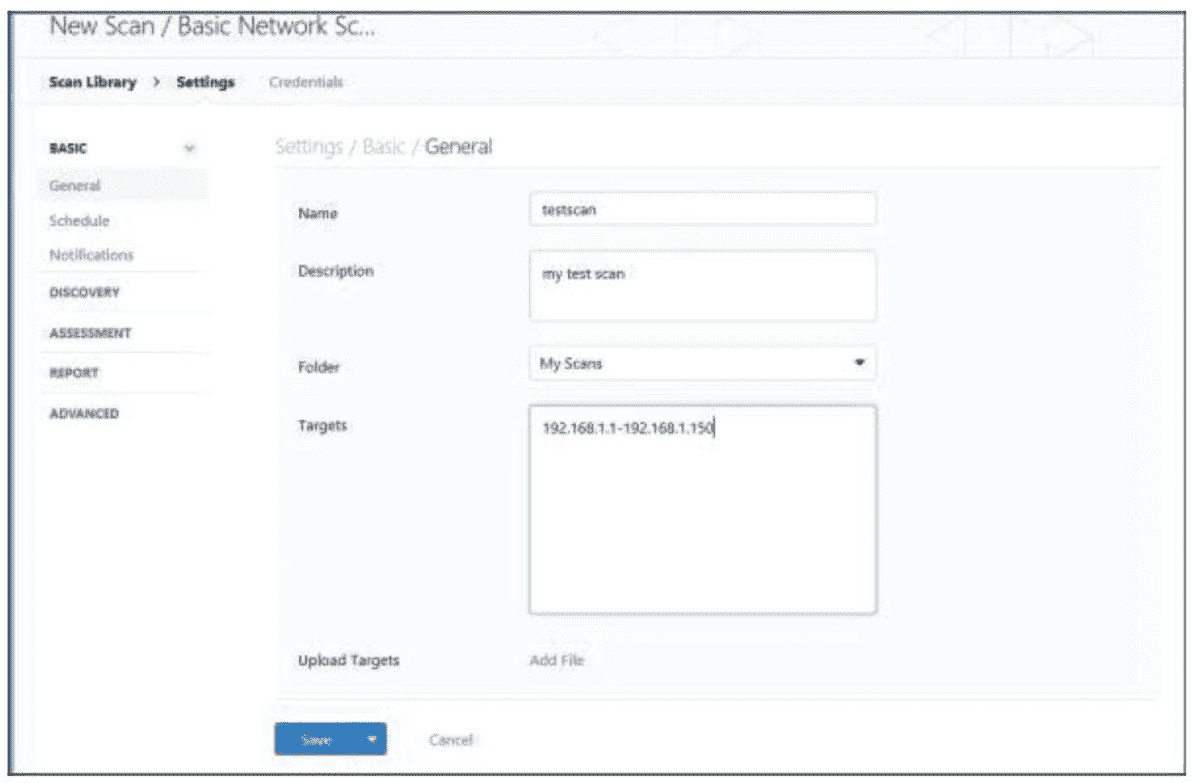 New Scan / Basic Network Sc...
Scan Library > Settings Credentials
BASIC
General
Schedule
Notifications
DISCOVERY
ASSESSMENT
REPORT
ADVANCED
Settings / Basic / General
Name testscan
Description my test scan
Folder My Scans
Targets 192.168.1.1-192.168.1.150
Upload Targets Add File
Save Cancel